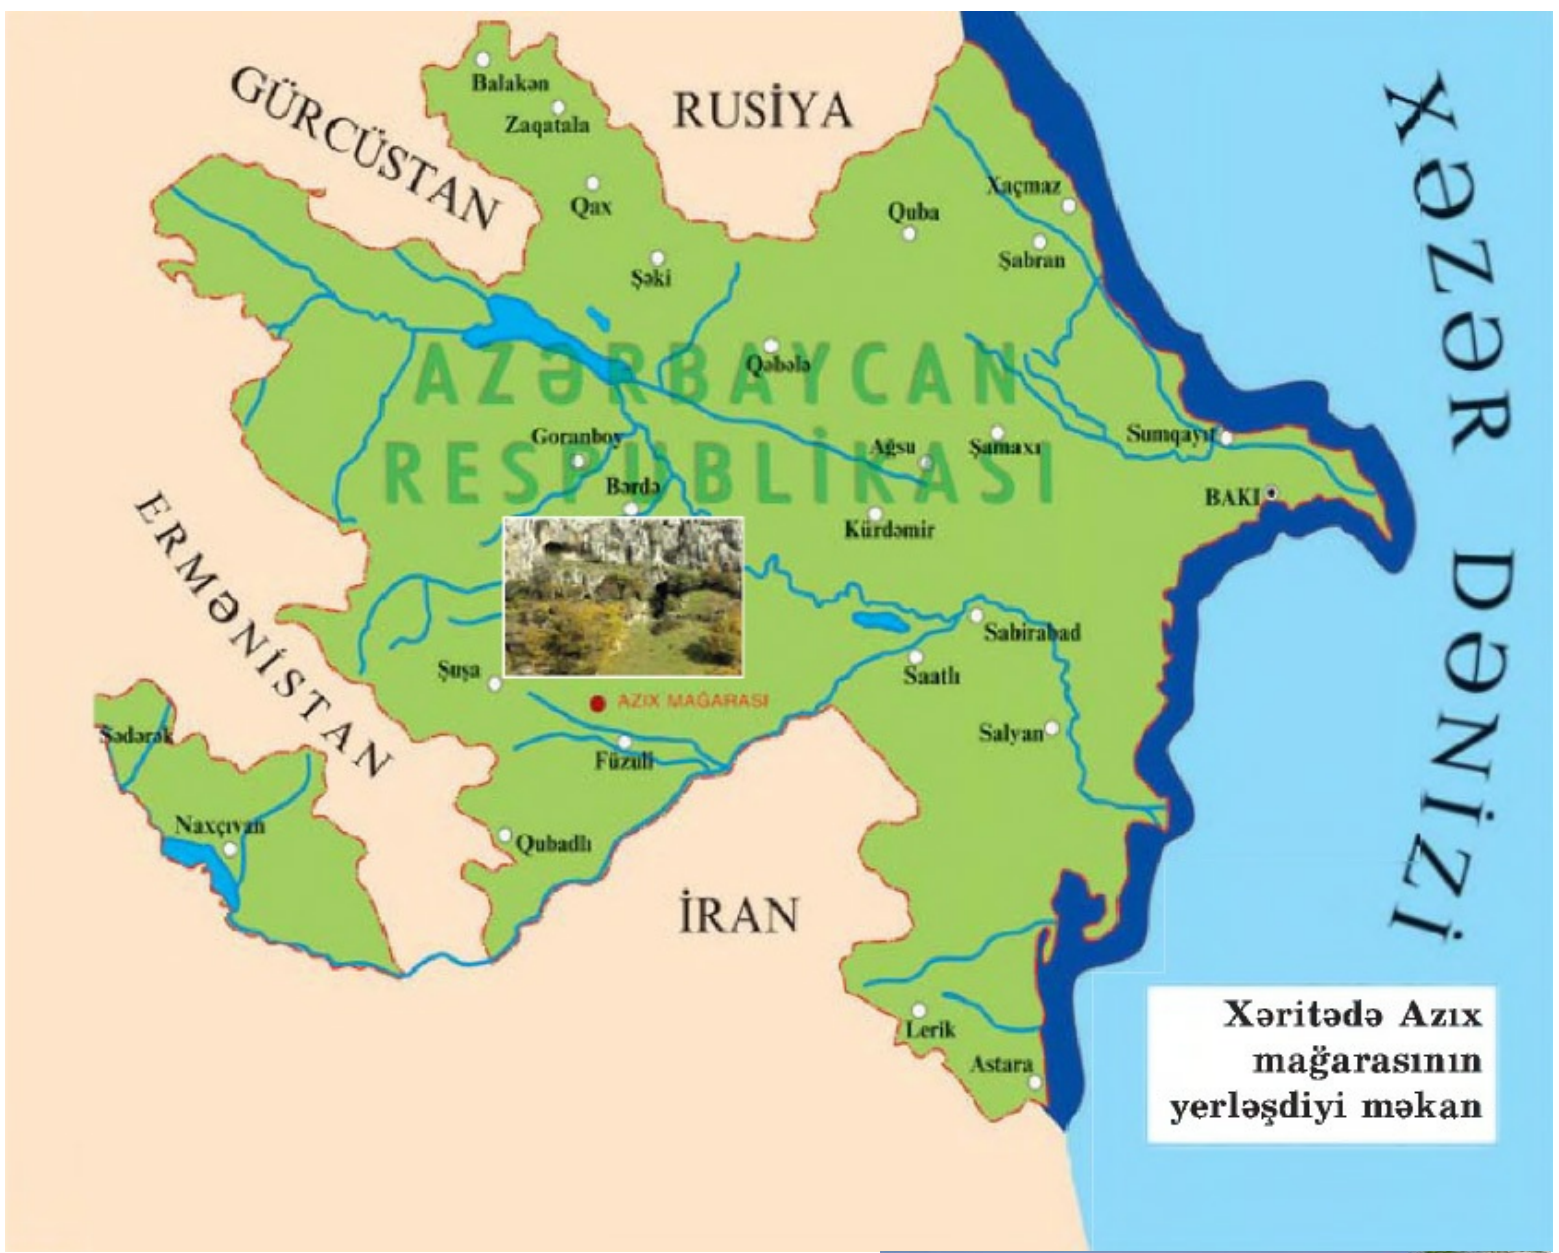 Balakən
GÜRCÜSTAN
RUSİYA
Zaqatala
Xaçmaz
Qax
Quba
Şabran
Şəki
XƏZƏR DƏNİZİ
Qəbələ
AZƏRBAYCAN
RESPUBLİKASI
Goranboy
Ağsu
Şamaxı
Sumqayıt
Bərdə
BAKI
Kürdəmir
ERMƏNİSTAN
Sabirabad
Şuşa
Saatlı
AZIX MAĞARASI
Sədərək
Salyan
Füzuli
Naxçıvan
Qubadlı
İRAN
Lerik
Astara
Xəritədə Azıx
mağarasının
yerləşdiyi məkan